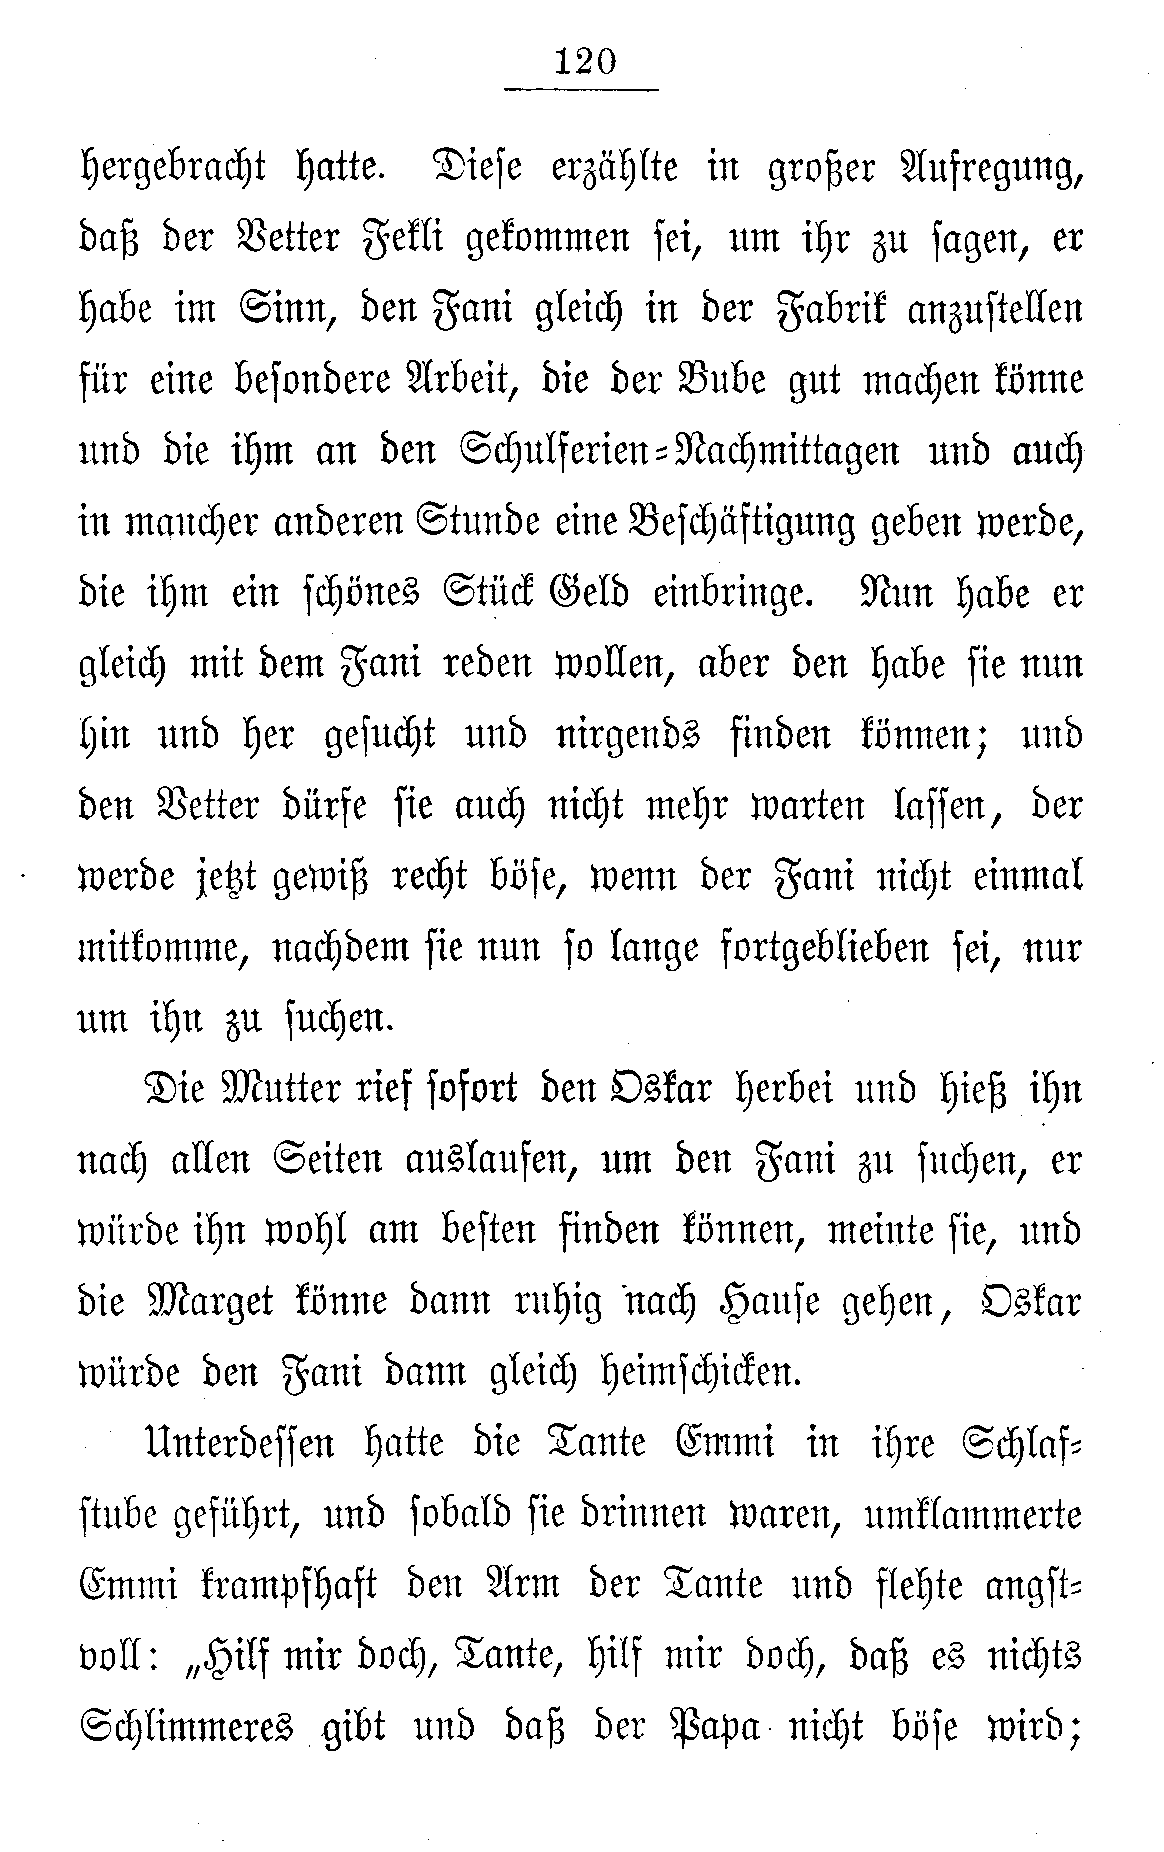 120
hergebracht hatte. Diese erzählte in großer Aufregung,
daß der Vetter Fekli gekommen sei, um ihr zu sagen, er
habe im Sinn, den Fani gleich in der Fabrik anzustellen
für eine besondere Arbeit, die der Bube gut machen könne
und die ihm an den Schulferien-Nachmittagen und auch
in mancher anderen Stunde eine Beschäftigung geben werde,
die ihm ein schönes Stück Geld einbringe. Nun habe er
gleich mit dem Fani reden wollen, aber den habe sie nun
hin und her gesucht und nirgends finden können; und
den Vetter dürfe sie auch nicht mehr warten lassen, der
werde jetzt gewiß recht böse, wenn der Fani nicht einmal
mitkomme, nachdem sie nun so lange fortgeblieben sei, nur
um ihn zu suchen.
Die Mutter rief sofort den Oskar herbei und hieß ihn
nach allen Seiten auslaufen, um den Fani zu suchen, er
würde ihn wohl am besten finden können, meinte sie, und
die Marget könne dann ruhig nach Hause gehen, Oskar
würde den Fani dann gleich heimschicken.
Unterdessen hatte die Tante Emmi in ihre Schlaf-
stube geführt, und sobald sie drinnen waren, umklammerte
Emmi krampfhaft den Arm der Tante und flehte angst-
voll: „Hilf mir doch, Tante, hilf mir doch, daß es nichts
Schlimmeres gibt und daß der Papa nicht böse wird;